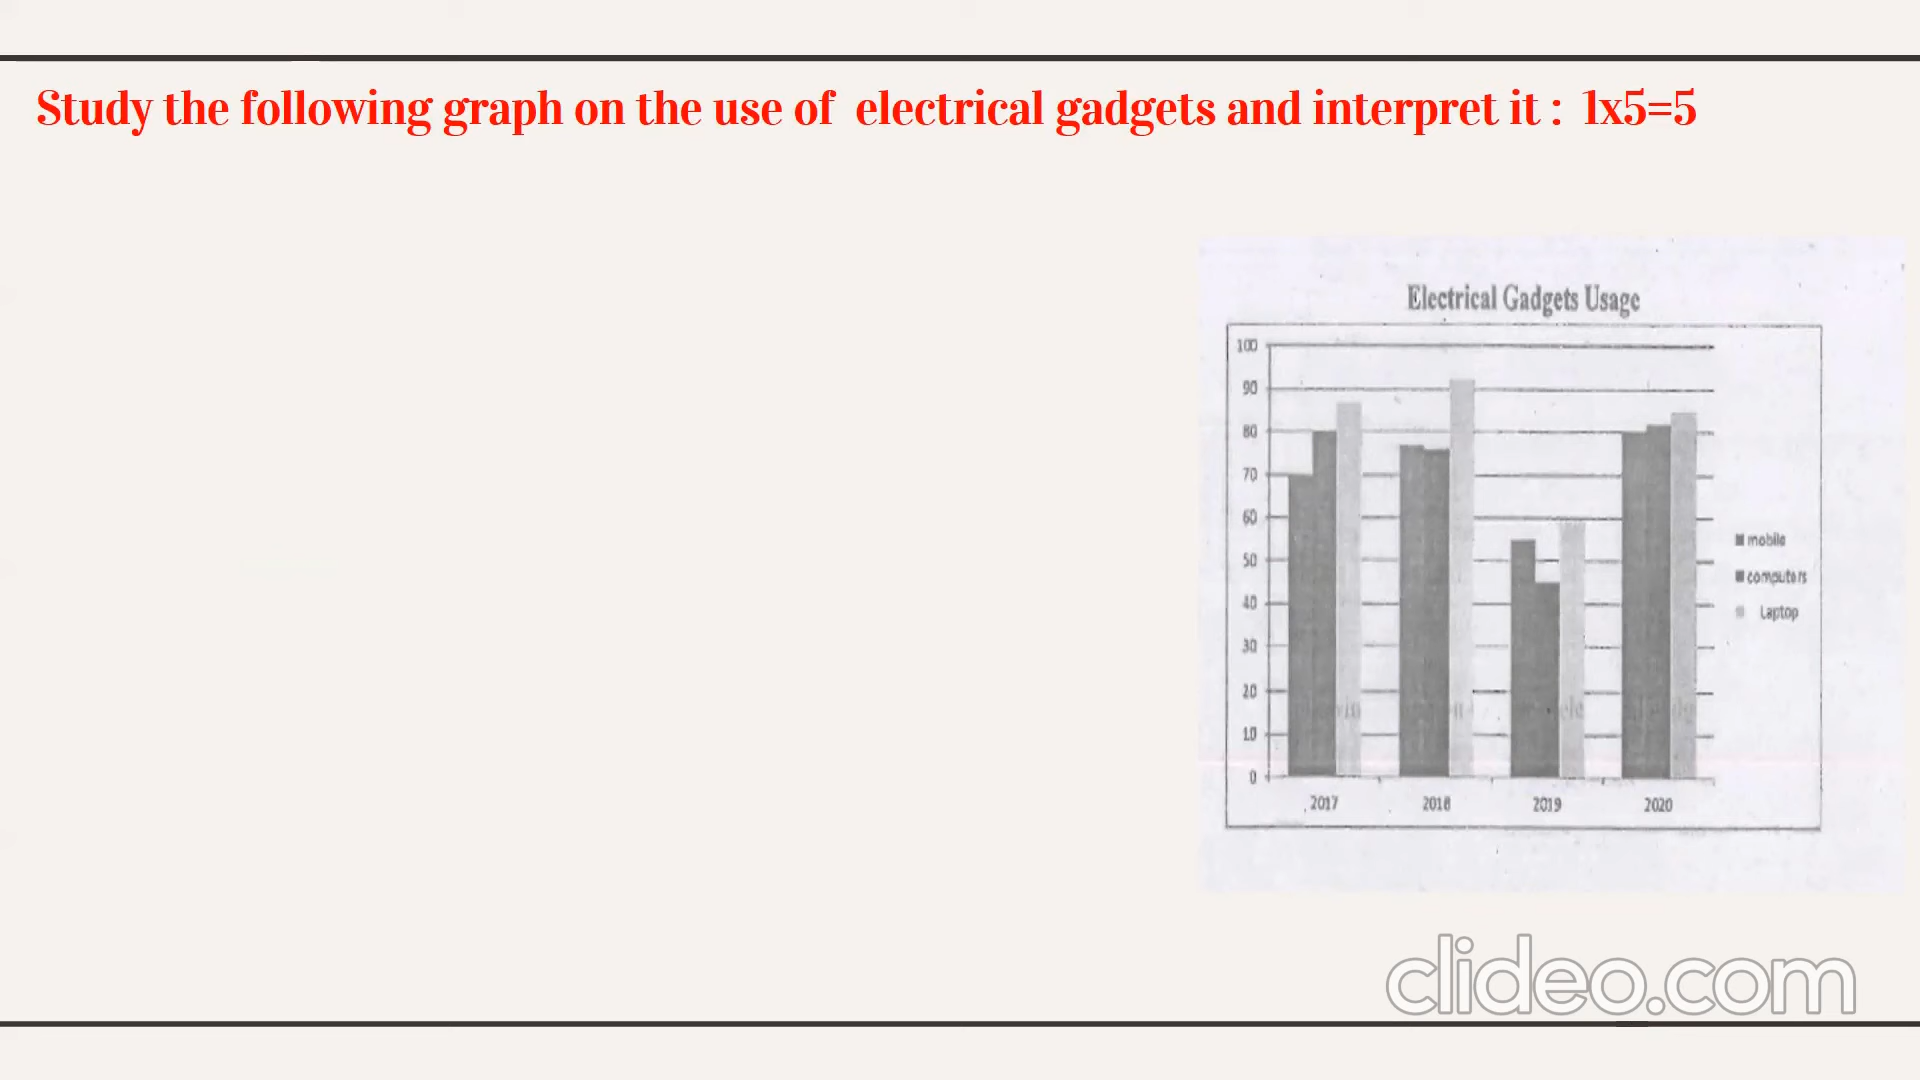 Study the following graph on the use of electrical gadgets and interpret it : 1x5=5
Electrical Gadgets Usage
100
90
80
70
60
50
40
30
20
10
0
2017 2018 2019 2020
mobile
computers
Laptop
clideo.com